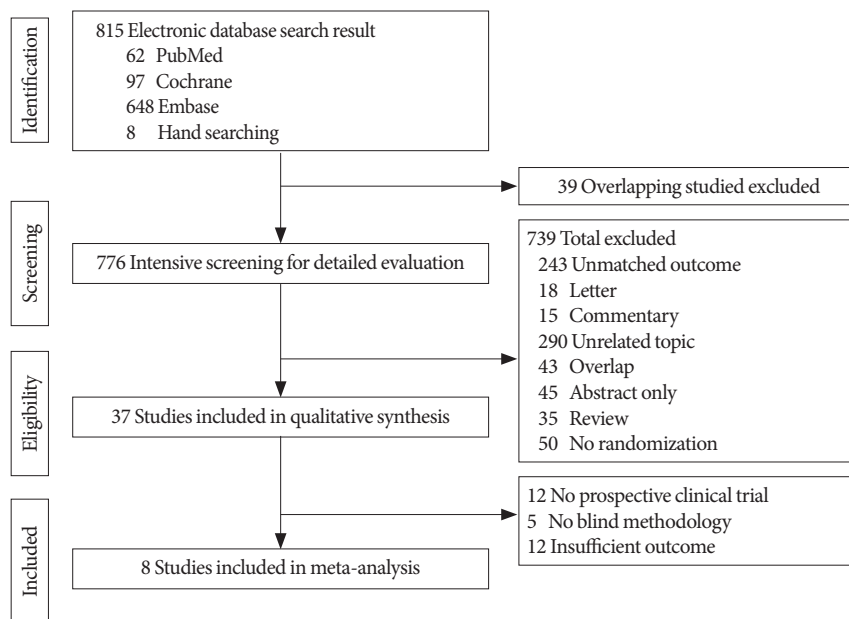 Identification
815 Electronic database search result
62 PubMed
97 Cochrane
648 Embase
8 Hand searching
39 Overlapping studied excluded
Screening
776 Intensive screening for detailed evaluation
739 Total excluded
243 Unmatched outcome
18 Letter
15 Commentary
290 Unrelated topic
43 Overlap
45 Abstract only
35 Review
50 No randomization
Eligibility
37 Studies included in qualitative synthesis
12 No prospective clinical trial
5 No blind methodology
12 Insufficient outcome
Included
8 Studies included in meta-analysis